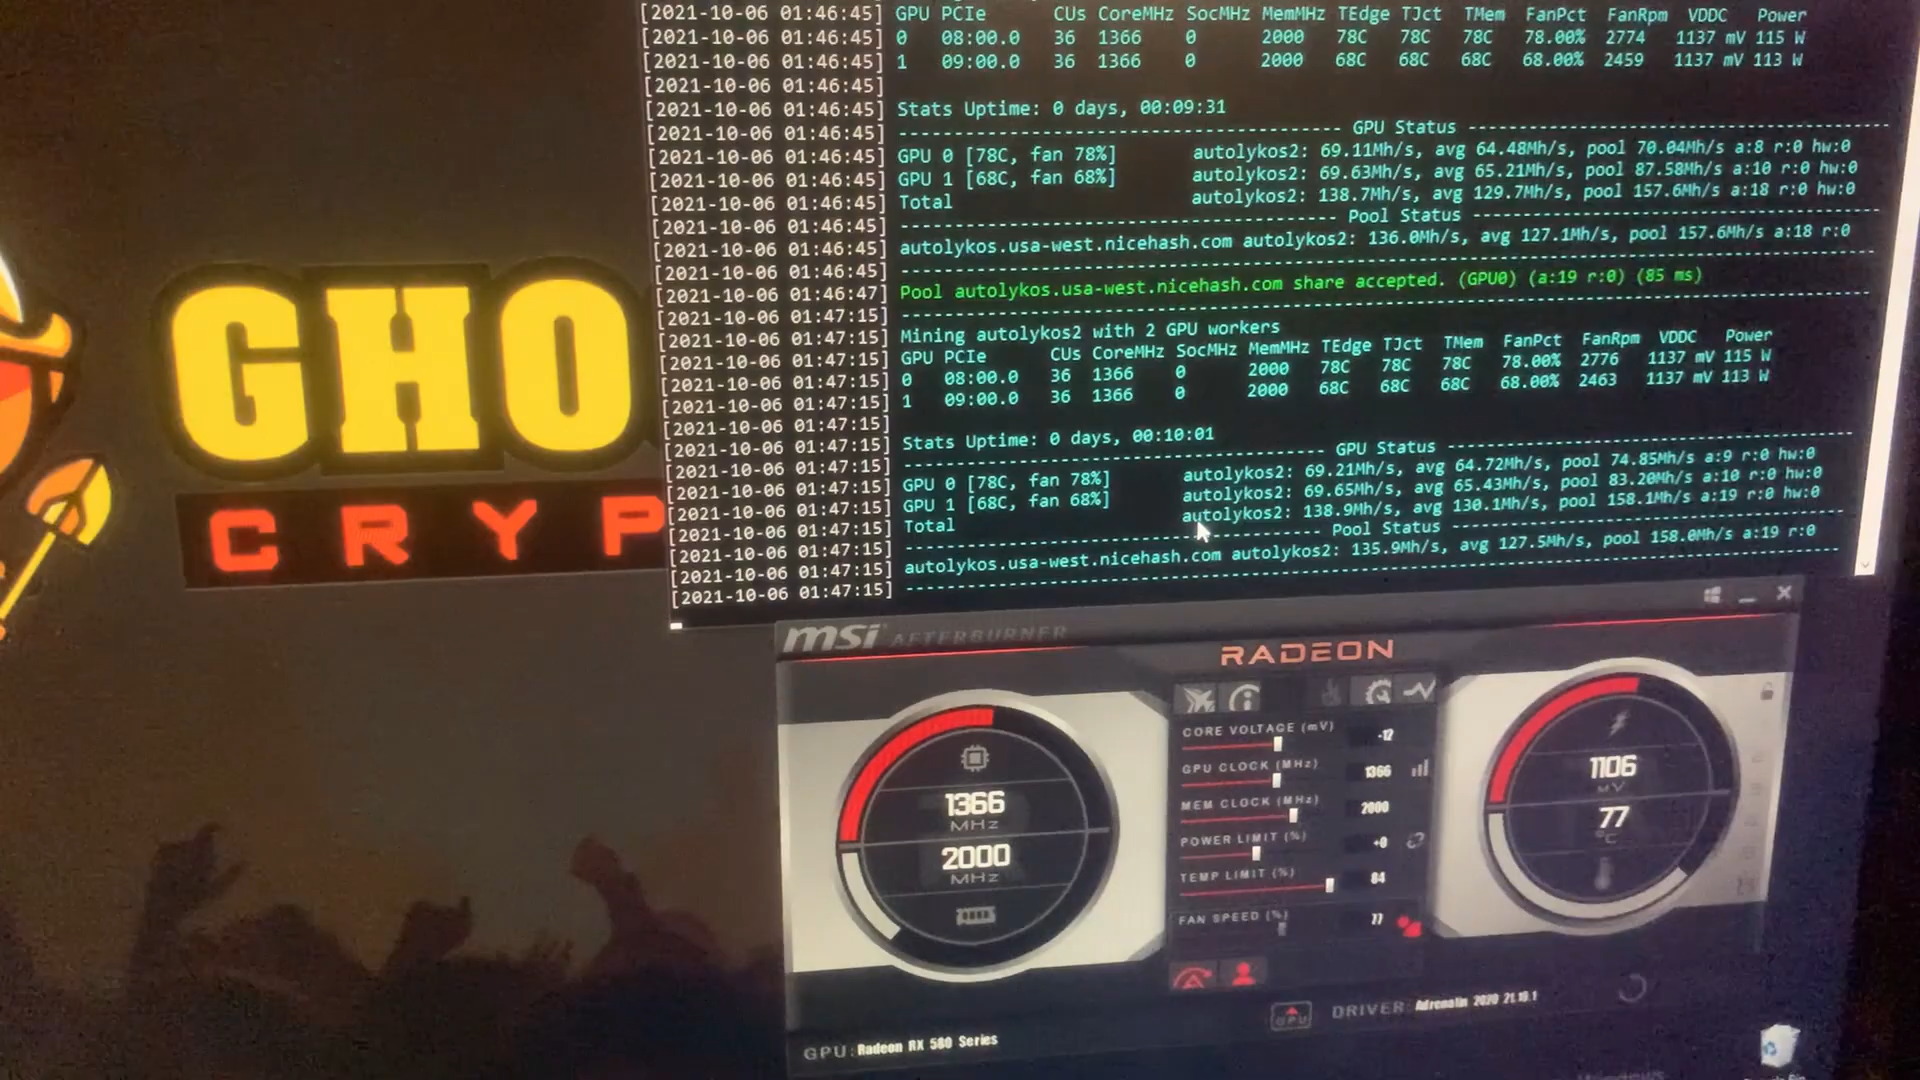 [2021-10-06 01:46:45] GPU PCIe CUs CoreMHz SocMHz MemMHz TEdge TJct TMem FanPct FanRpm VDDC Power
[2021-10-06 01:46:45] 0 08:00.0 36 1366 0 2000 78C 78C 78C 78.00% 2774 1137 mV 115 W
[2021-10-06 01:46:45] 1 09:00.0 36 1366 0 2000 68C 68C 68C 68.00% 2459 1137 mV 113 W
[2021-10-06 01:46:45]
[2021-10-06 01:46:45] Stats Uptime: 0 days, 00:09:31
[2021-10-06 01:46:45] ---------------------------------------- GPU Status ----------------------------------------
[2021-10-06 01:46:45] GPU 0 [78C, fan 78%] autolykos2: 69.11Mh/s, avg 64.48Mh/s, pool 70.04Mh/s a:8 r:0 hw:0
[2021-10-06 01:46:45] GPU 1 [68C, fan 68%] autolykos2: 69.63Mh/s, avg 65.21Mh/s, pool 87.58Mh/s a:10 r:0 hw:0
[2021-10-06 01:46:45] Total autolykos2: 138.7Mh/s, avg 129.7Mh/s, pool 157.6Mh/s a:18 r:0 hw:0
[2021-10-06 01:46:45] ---------------------------------------- Pool Status ----------------------------------------
[2021-10-06 01:46:45] autolykos.usa-west.nicehash.com autolykos2: 136.0Mh/s, avg 127.1Mh/s, pool 157.6Mh/s a:18 r:0
[2021-10-06 01:46:45] ----------------------------------------
[2021-10-06 01:46:47] Pool autolykos.usa-west.nicehash.com share accepted. (GPU0) (a:19 r:0) (85 ms)
[2021-10-06 01:47:15] ----------------------------------------
[2021-10-06 01:47:15] Mining autolykos2 with 2 GPU workers
[2021-10-06 01:47:15] GPU PCIe CUs CoreMHz SocMHz MemMHz TEdge TJct TMem FanPct FanRpm VDDC Power
[2021-10-06 01:47:15] 0 08:00.0 36 1366 0 2000 78C 78C 78C 78.00% 2776 1137 mV 115 W
[2021-10-06 01:47:15] 1 09:00.0 36 1366 0 2000 68C 68C 68C 68.00% 2463 1137 mV 113 W
[2021-10-06 01:47:15]
[2021-10-06 01:47:15] Stats Uptime: 0 days, 00:10:01
[2021-10-06 01:47:15] ---------------------------------------- GPU Status ----------------------------------------
[2021-10-06 01:47:15] GPU 0 [78C, fan 78%] autolykos2: 69.21Mh/s, avg 64.72Mh/s, pool 74.85Mh/s a:9 r:0 hw:0
[2021-10-06 01:47:15] GPU 1 [68C, fan 68%] autolykos2: 69.65Mh/s, avg 65.43Mh/s, pool 83.20Mh/s a:10 r:0 hw:0
[2021-10-06 01:47:15] Total autolykos2: 138.9Mh/s, avg 130.1Mh/s, pool 158.1Mh/s a:19 r:0 hw:0
[2021-10-06 01:47:15] ---------------------------------------- Pool Status ----------------------------------------
[2021-10-06 01:47:15] autolykos.usa-west.nicehash.com autolykos2: 135.9Mh/s, avg 127.5Mh/s, pool 158.0Mh/s a:19 r:0
[2021-10-06 01:47:15] ----------------------------------------
GHO
CRYP
msi AFTERBURNER
RADEON
1366
MHz
2000
MHz
CORE VOLTAGE (mV) -12
GPU CLOCK (MHz) 1366
MEM CLOCK (MHz) 2000
POWER LIMIT (%) +0
TEMP LIMIT (%) 84
FAN SPEED (%) 77
1106
MV
77
°C
GPU
DRIVER: Adrenalin 2020 21.10.1
GPU: Radeon RX 580 Series